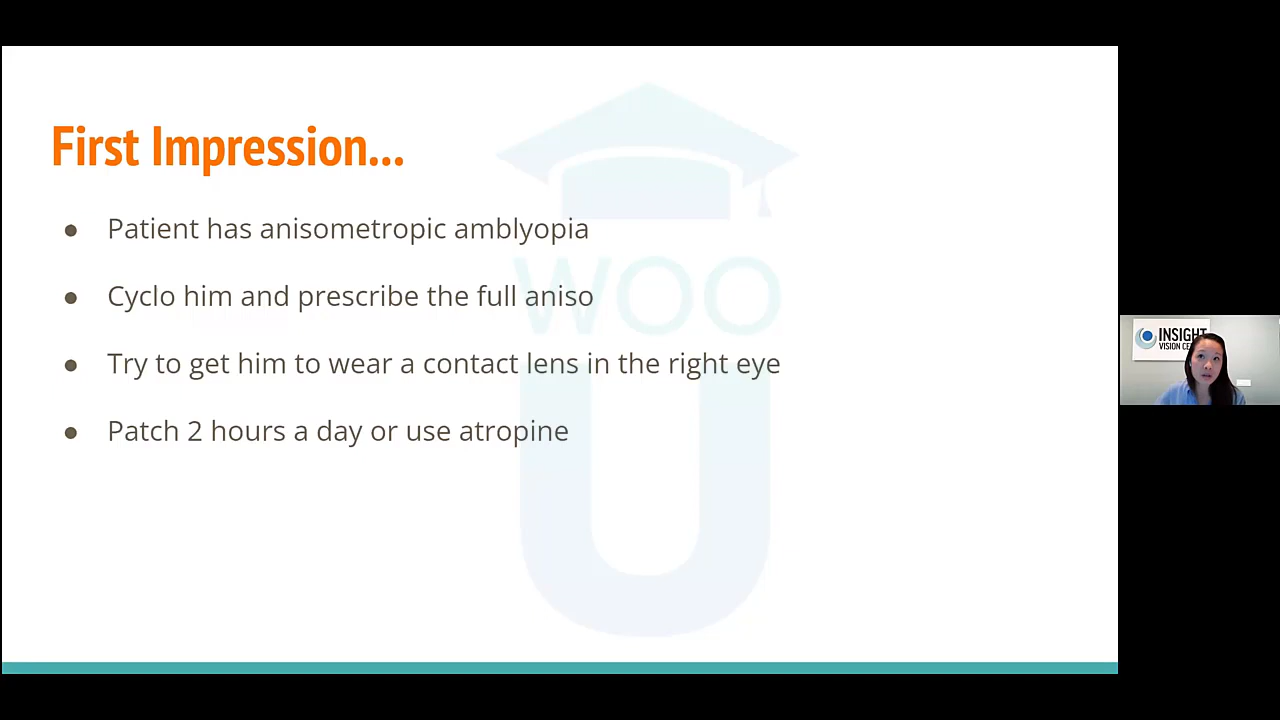 First Impression...
● Patient has anisometropic amblyopia
● Cyclo him and prescribe the full aniso
● Try to get him to wear a contact lens in the right eye
● Patch 2 hours a day or use atropine
WOO
U
INSIGHT
VISION CE